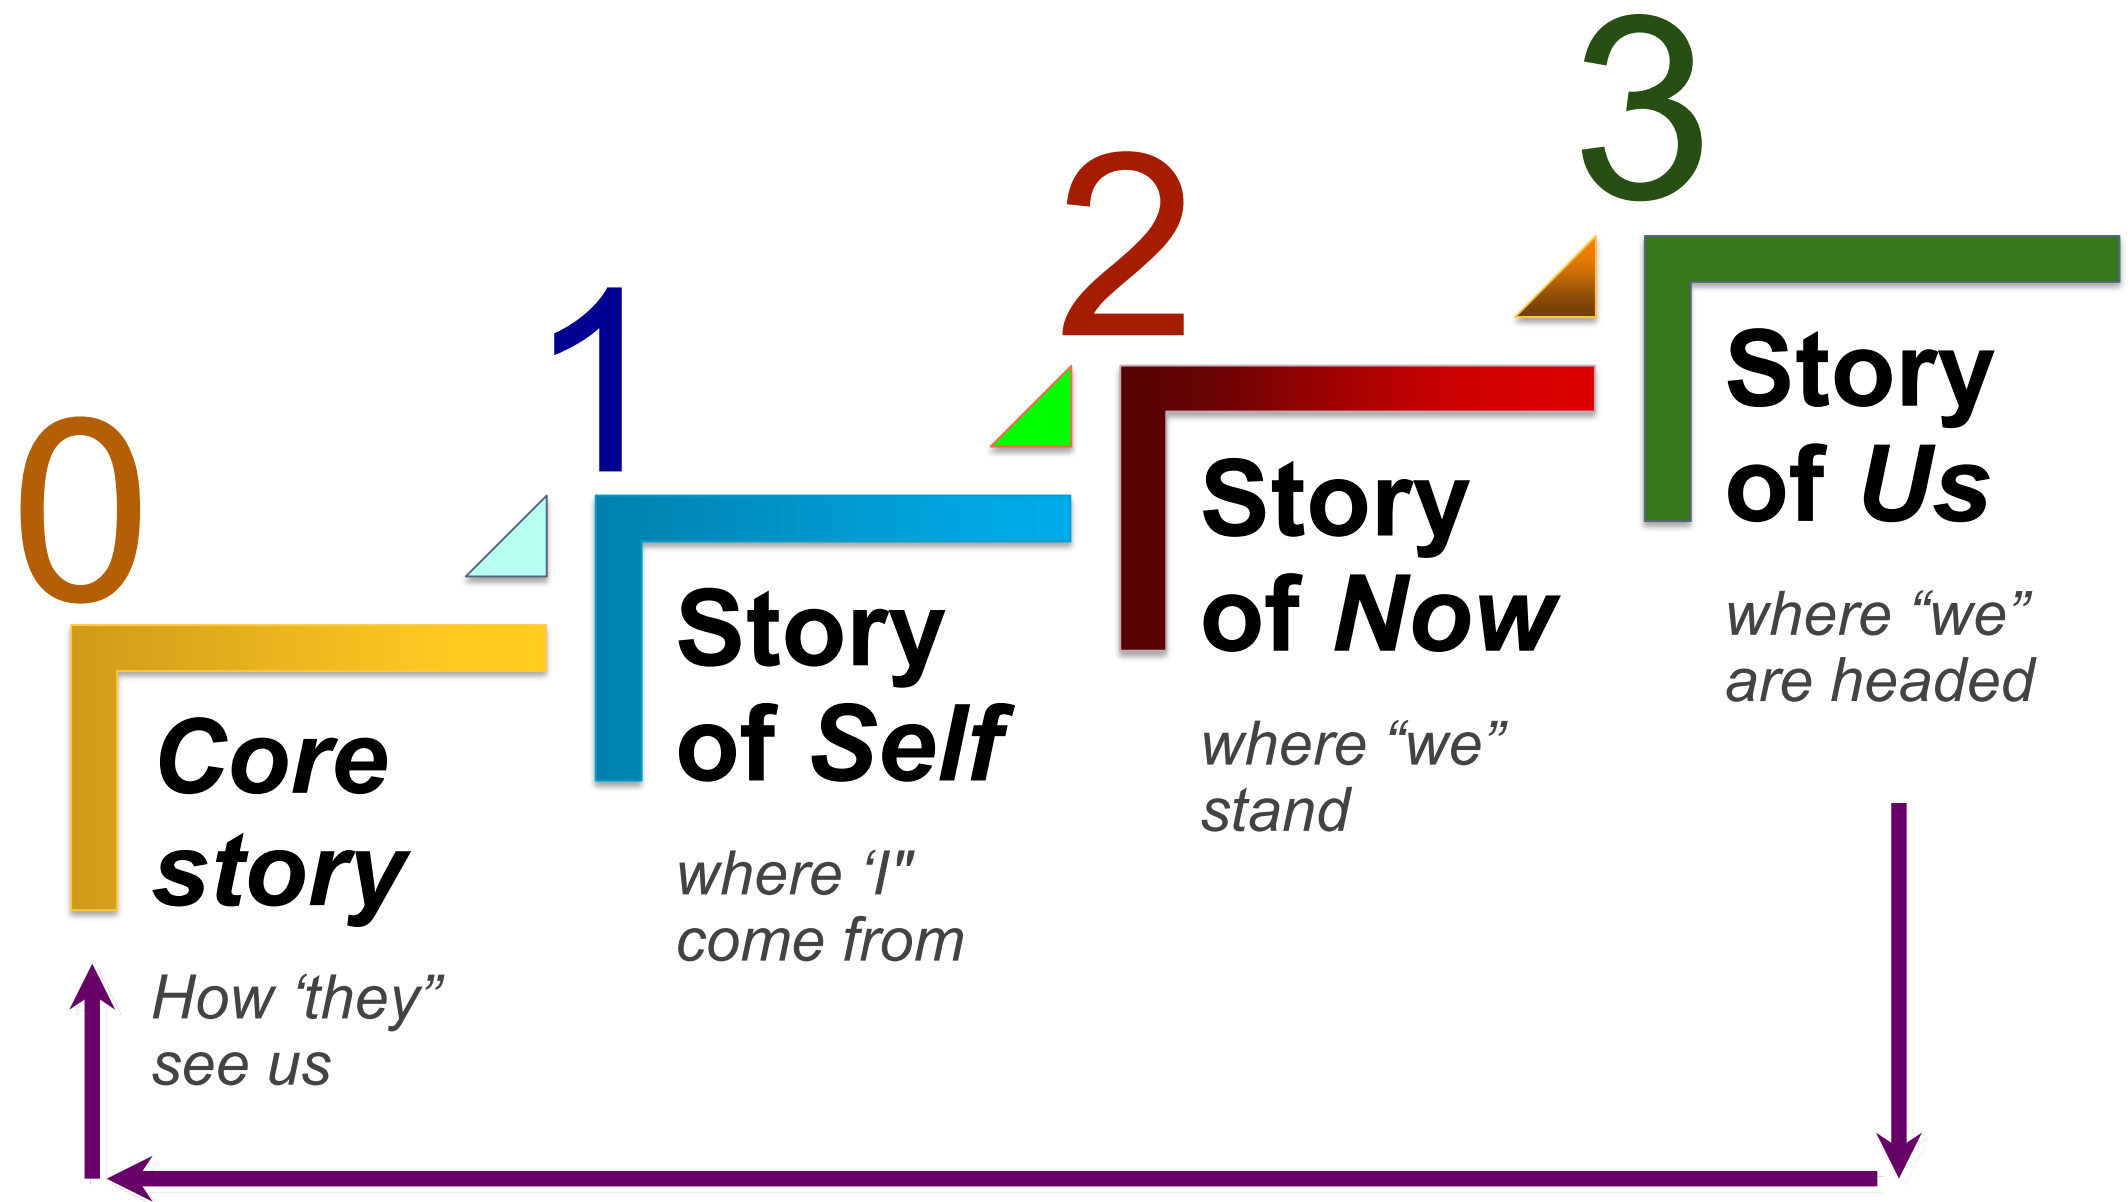 0
Core
story
How ‘they”
see us
1
Story
of Self
where ‘I"
come from
2
Story
of Now
where “we”
stand
3
Story
of Us
where “we”
are headed